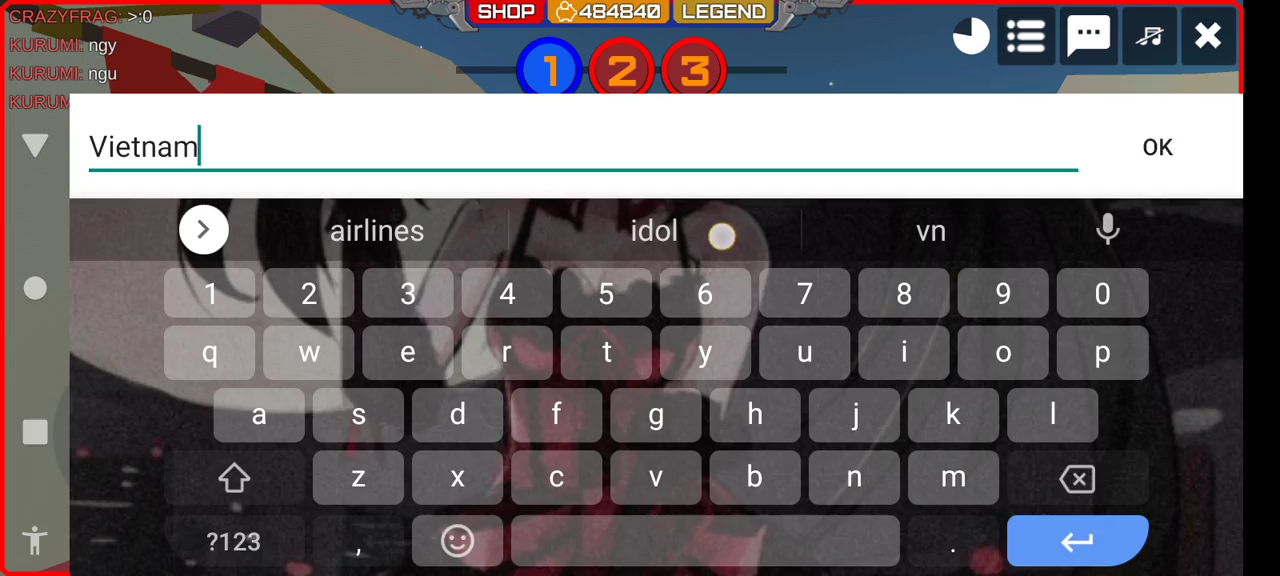 CRAZYFRAG: >:0
SHOP 484840 LEGEND
KURUMI: ngy
KURUMI: ngu
KURUM
1 2 3
Vietnam
OK
airlines idol vn
1 2 3 4 5 6 7 8 9 0
q w e r t y u i o p
a s d f g h j k l
z x c v b n m
?123 , .